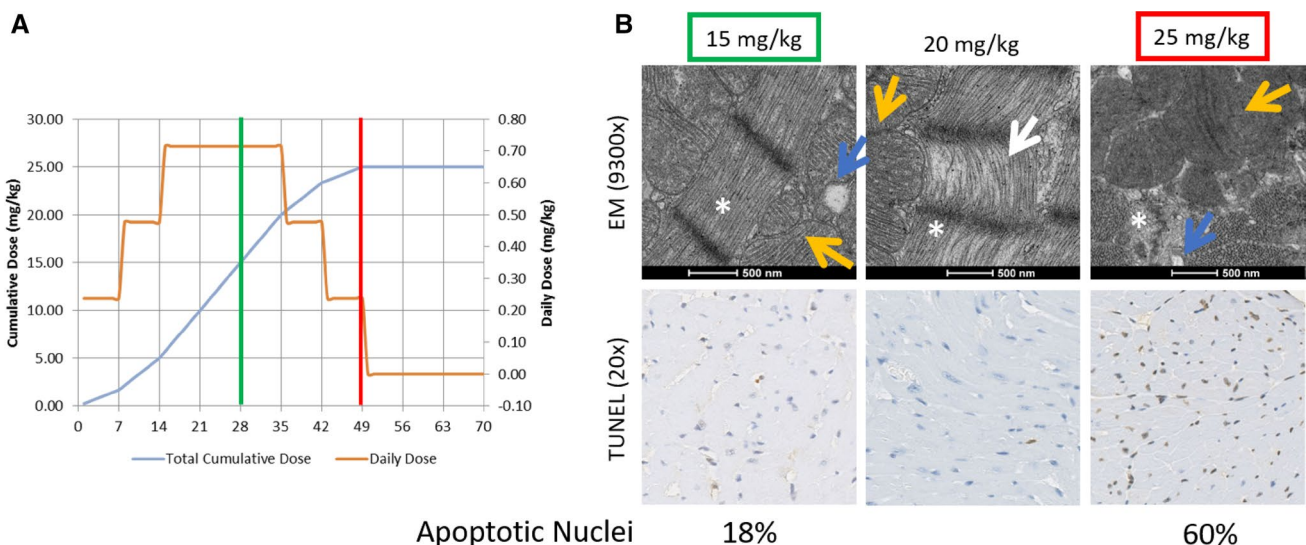 A
Cumulative Dose (mg/kg)
30.00
25.00
20.00
15.00
10.00
5.00
0.00
0 7 14 21 28 35 42 49 56 63 70
0.80
0.70
0.60
0.50
0.40
0.30
0.20
0.10
0.00
-0.10
Daily Dose (mg/kg)
Total Cumulative Dose Daily Dose
B
15 mg/kg 20 mg/kg 25 mg/kg
EM (9300x)
* * *
500 nm 500 nm 500 nm
TUNEL (20x)
Apoptotic Nuclei 18% 60%